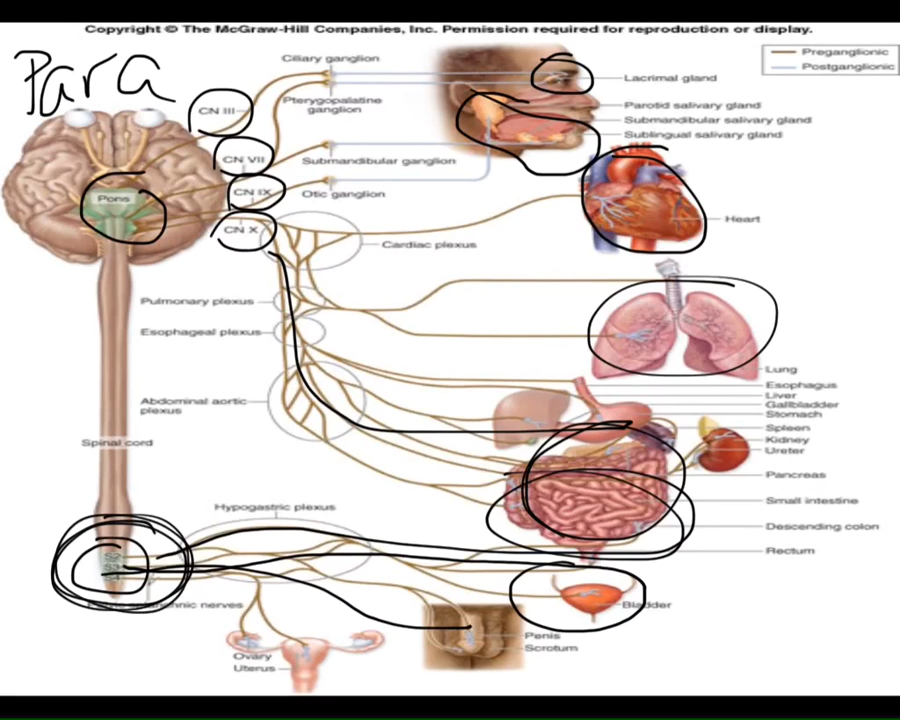 Copyright © The McGraw-Hill Companies, Inc. Permission required for reproduction or display.
Para
Preganglionic
Postganglionic
Ciliary ganglion
Pterygopalatine
ganglion
Submandibular ganglion
Otic ganglion
CN III
CN VII
CN IX
CN X
Pons
Lacrimal gland
Parotid salivary gland
Submandibular salivary gland
Sublingual salivary gland
Heart
Cardiac plexus
Pulmonary plexus
Esophageal plexus
Abdominal aortic
plexus
Spinal cord
Lung
Esophagus
Liver
Gallbladder
Stomach
Spleen
Kidney
Ureter
Pancreas
Small intestine
Descending colon
Rectum
Hypogastric plexus
S2
S3
S4
nerves
Bladder
Penis
Scrotum
Ovary
Uterus